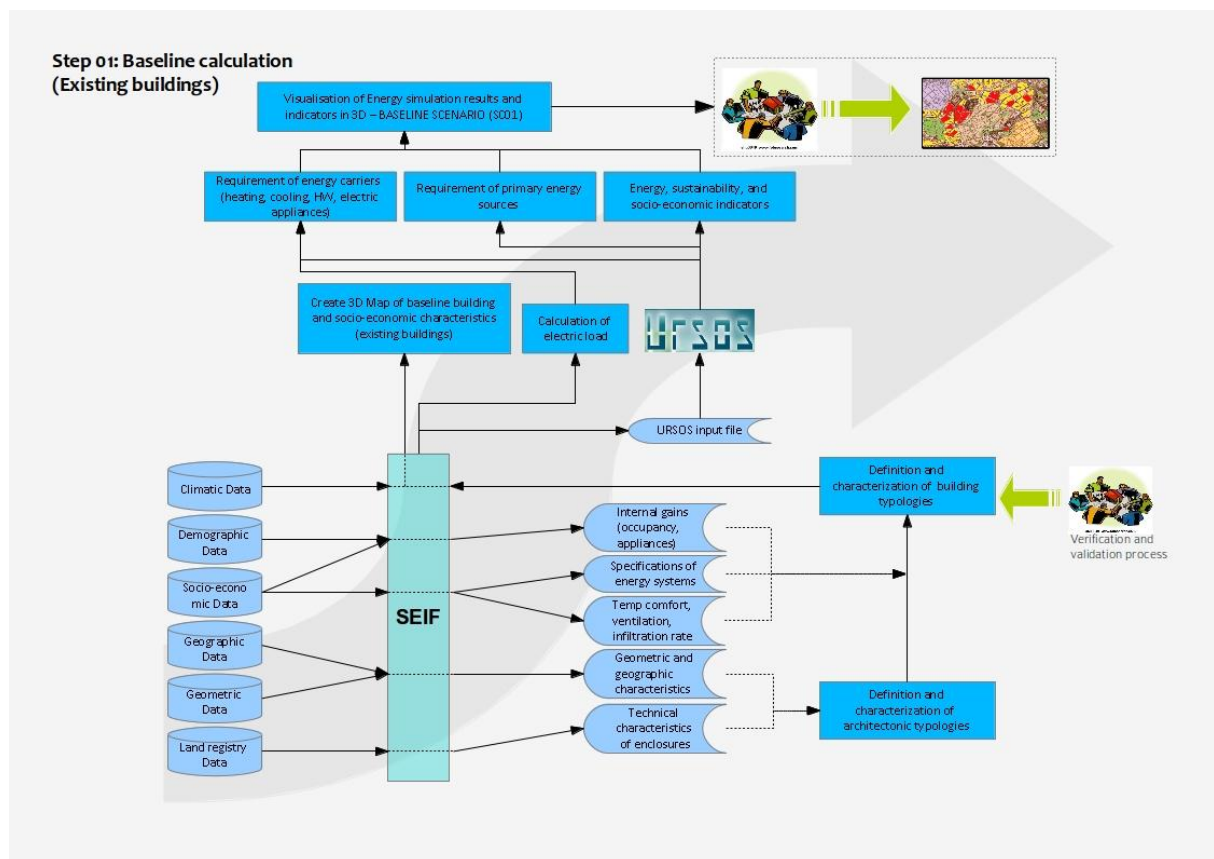 Step 01: Baseline calculation
(Existing buildings)
Visualisation of Energy simulation results and
indicators in 3D – BASELINE SCENARIO (SC01)
Requirement of energy carriers
(heating, cooling, HW, electric
appliances)
Requirement of primary energy
sources
Energy, sustainability, and
socio-economic indicators
Create 3D Map of baseline building
and socio-economic characteristics
(existing buildings)
Calculation of
electric load
Ursos
URSOS input file
Climatic Data
Demographic
Data
Socio-econo
mic Data
Geographic
Data
Geometric
Data
Land registry
Data
SEIF
Internal gains
(occupancy,
appliances)
Specifications of
energy systems
Temp comfort,
ventilation,
infiltration rate
Geometric and
geographic
characteristics
Technical
characteristics
of enclosures
Definition and
characterization of building
typologies
Verification and
validation process
Definition and
characterization of
architectonic typologies